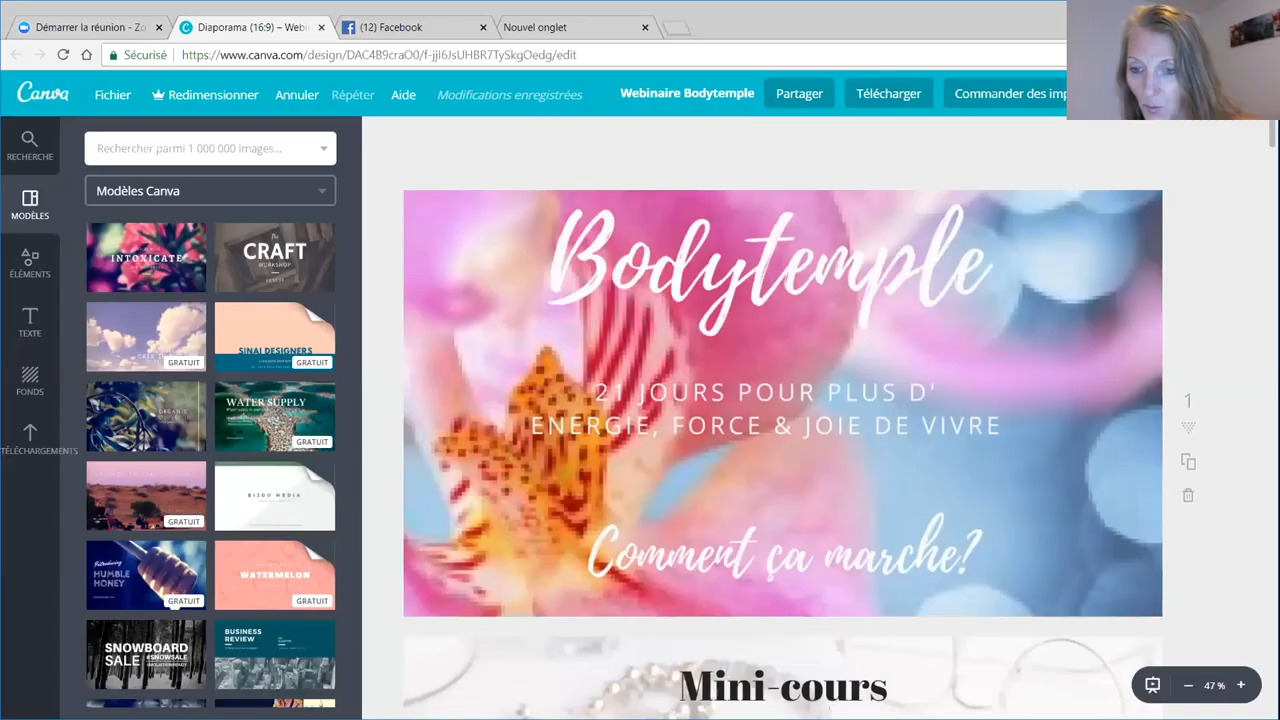 Démarrer la réunion - Zo
Diaporama (16:9) – Webi
(12) Facebook
Nouvel onglet
Sécurisé
https://www.canva.com/design/DAC4B9craO0/f-jjI6JsUHBR7TySkgOedg/edit
Canva
Fichier
Redimensionner
Annuler
Répéter
Aide
Modifications enregistrées
Webinaire Bodytemple
Partager
Télécharger
Commander des imp
RECHERCHE
MODÈLES
ÉLÉMENTS
TEXTE
FONDS
TÉLÉCHARGEMENTS
Rechercher parmi 1 000 000 images...
Modèles Canva
INTOXICATE
The
CRAFT
WORKSHOP
GRATUIT
SINAI DESIGNERS
GRATUIT
ORGANIC
WATER SUPPLY
GRATUIT
GRATUIT
BIJOU MEDIA
Introducing
HUMBLE
HONEY
GRATUIT
WATERMELON
GRATUIT
SNOWBOARD
SALE
BUSINESS
REVIEW
Bodytemple
21 JOURS POUR PLUS D'
ENERGIE, FORCE & JOIE DE VIVRE
Comment ça marche?
1
Mini-cours
47 %